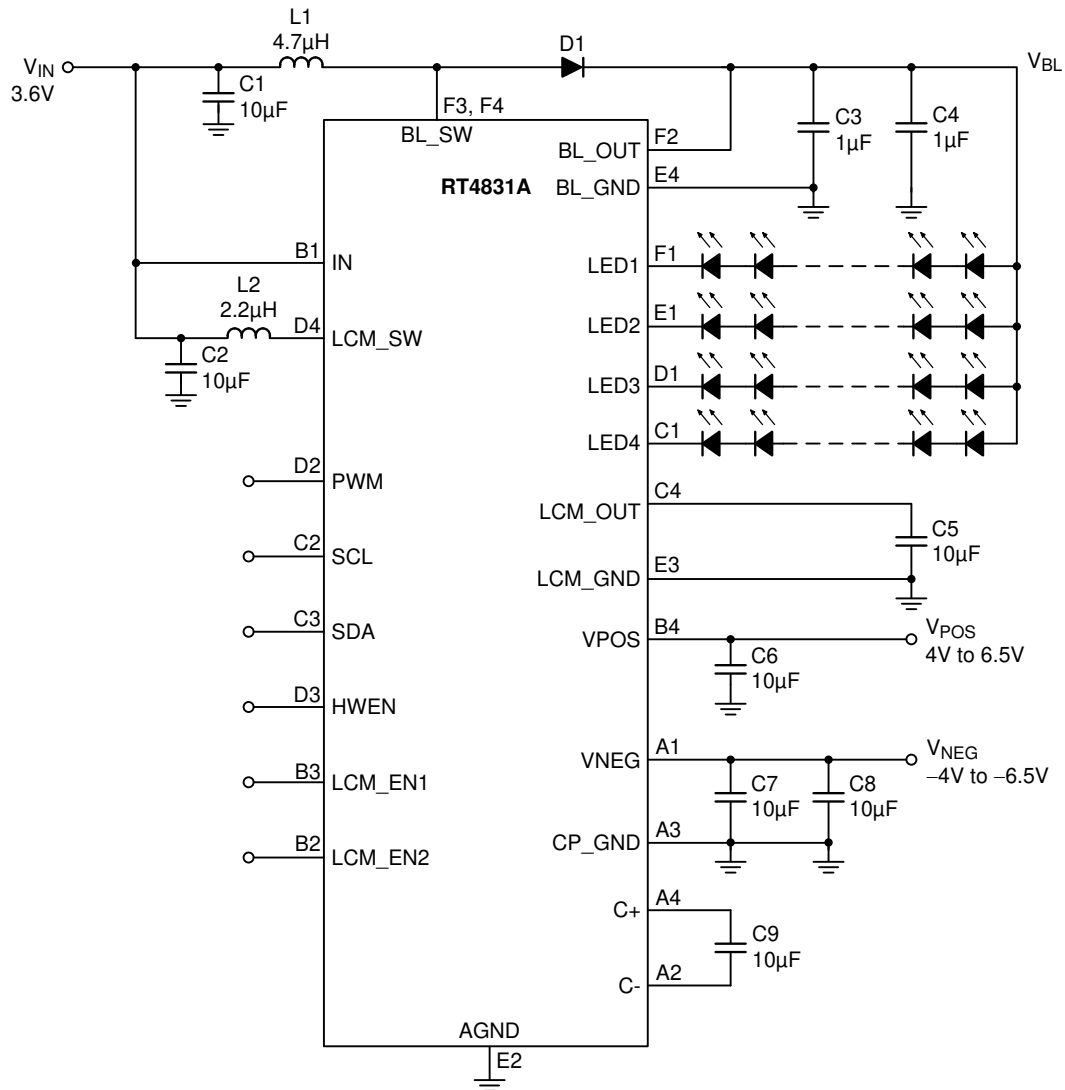 L1
4.7µH
D1
V_IN
3.6V
V_BL
C1
10µF
C3
1µF
C4
1µF
F3, F4
BL_SW
F2
BL_OUT
RT4831A
E4
BL_GND
B1
IN
F1
LED1
L2
2.2µH
E1
LED2
D4
LCM_SW
C2
10µF
D1
LED3
C1
LED4
D2
PWM
C4
LCM_OUT
C5
10µF
C2
SCL
E3
LCM_GND
C3
SDA
B4
VPOS
V_POS
4V to 6.5V
C6
10µF
D3
HWEN
A1
VNEG
V_NEG
−4V to −6.5V
B3
LCM_EN1
C7
10µF
C8
10µF
A3
CP_GND
B2
LCM_EN2
A4
C+
C9
10µF
A2
C-
AGND
E2